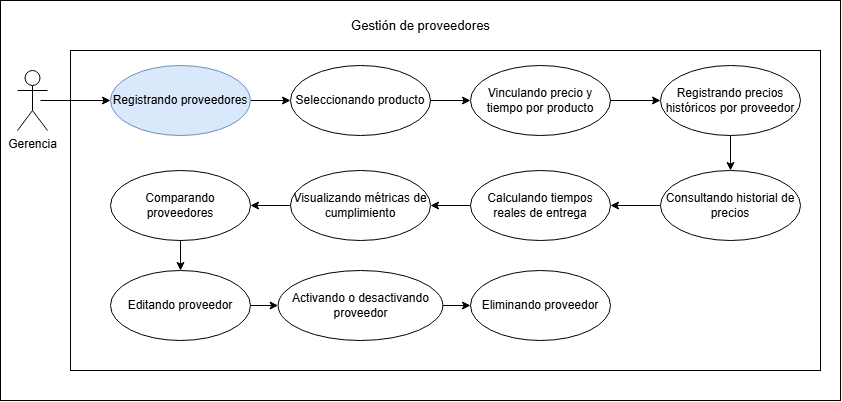 Gestión de proveedores
Gerencia
Registrando proveedores
Seleccionando producto
Vinculando precio y
tiempo por producto
Registrando precios
históricos por proveedor
Consultando historial de
precios
Calculando tiempos
reales de entrega
Visualizando métricas de
cumplimiento
Comparando
proveedores
Editando proveedor
Activando o desactivando
proveedor
Eliminando proveedor